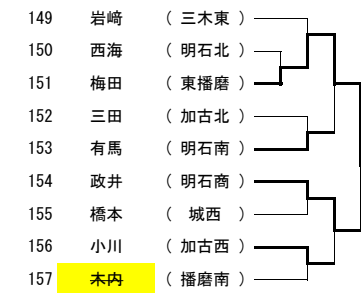 149 岩﨑 ( 三木東 )
150 西海 ( 明石北 )
151 梅田 ( 東播磨 )
152 三田 ( 加古北 )
153 有馬 ( 明石南 )
154 政井 ( 明石商 )
155 橋本 ( 城西 )
156 小川 ( 加古西 )
157 木内 ( 播磨南 )